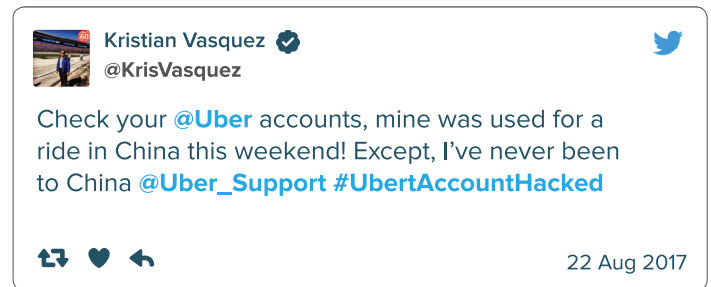 Kristian Vasquez
@KrisVasquez
Check your @Uber accounts, mine was used for a
ride in China this weekend! Except, I’ve never been
to China @Uber_Support #UbertAccountHacked
22 Aug 2017